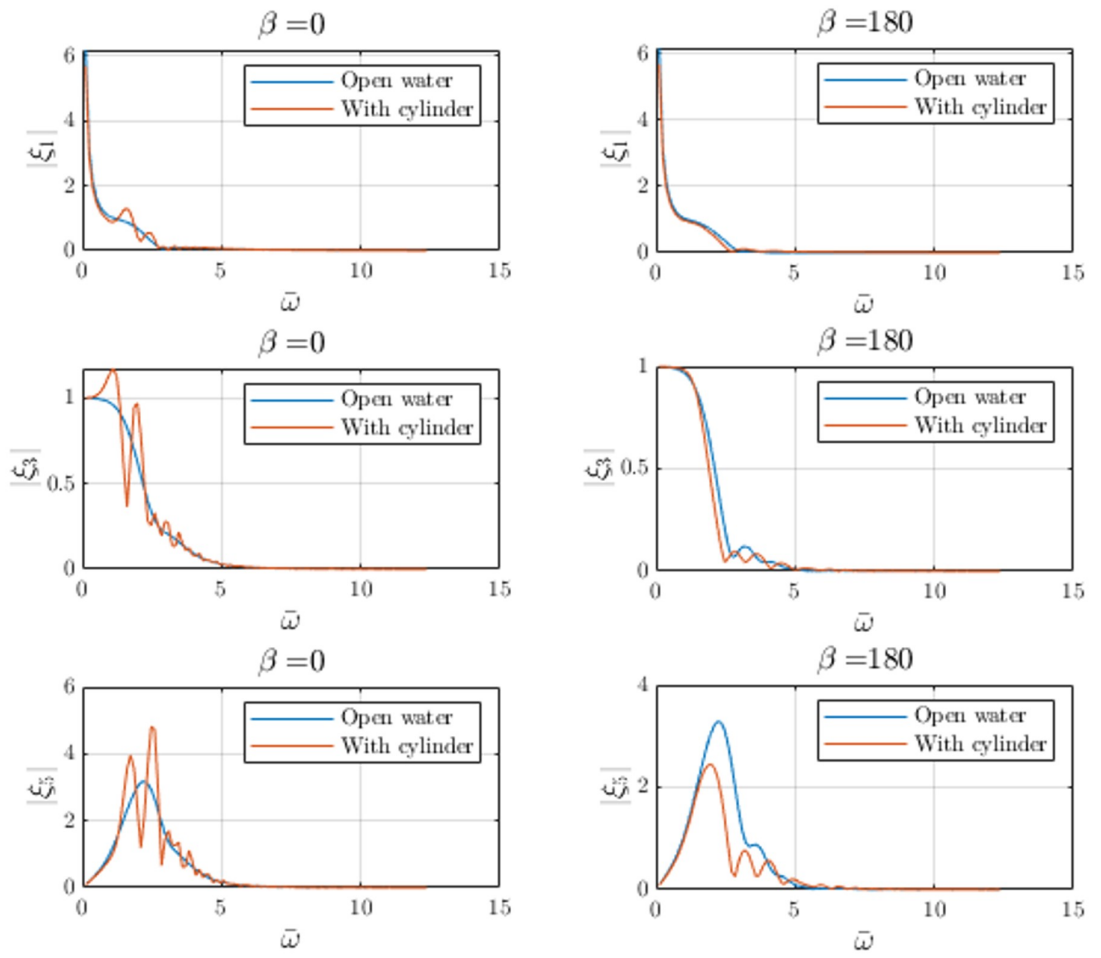 β =0
6
4
2
0
|ξ₁|
Open water
With cylinder
0 5 10 15
ω̄
β =180
6
4
2
0
|ξ₁|
Open water
With cylinder
0 5 10 15
ω̄
β =0
1
0.5
0
|ξ₃|
Open water
With cylinder
0 5 10 15
ω̄
β =180
1
0.5
0
|ξ₃|
Open water
With cylinder
0 5 10 15
ω̄
β =0
6
4
2
0
|ξ₅|
Open water
With cylinder
0 5 10 15
ω̄
β =180
4
2
0
|ξ₅|
Open water
With cylinder
0 5 10 15
ω̄